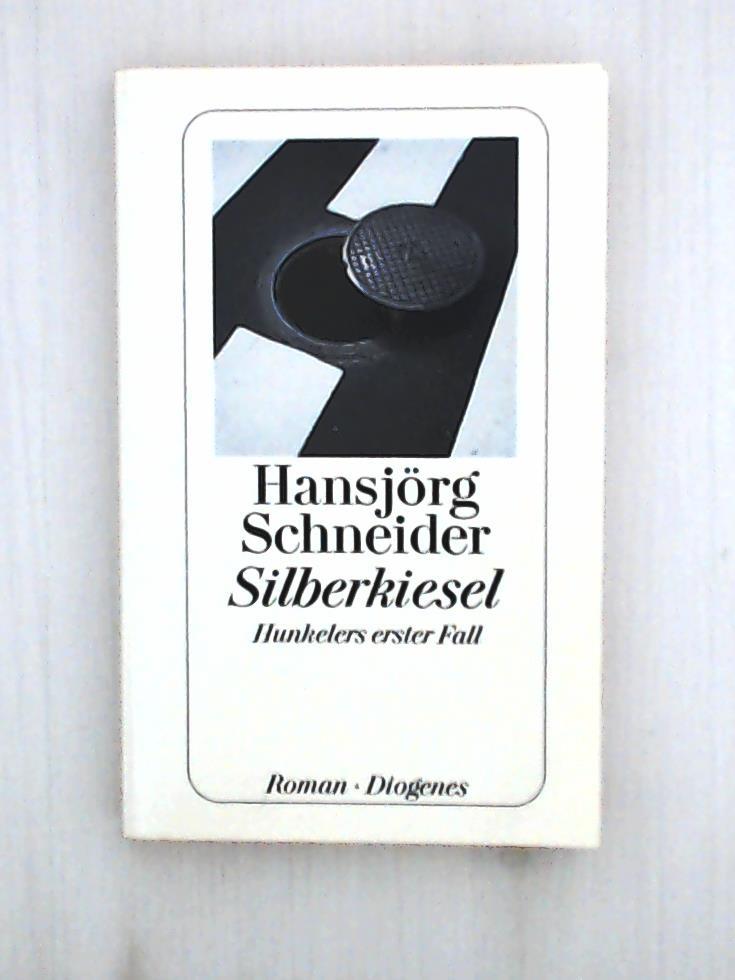 Hansjörg
Schneider
Silberkiesel
Hunkelers erster Fall
Roman · Diogenes